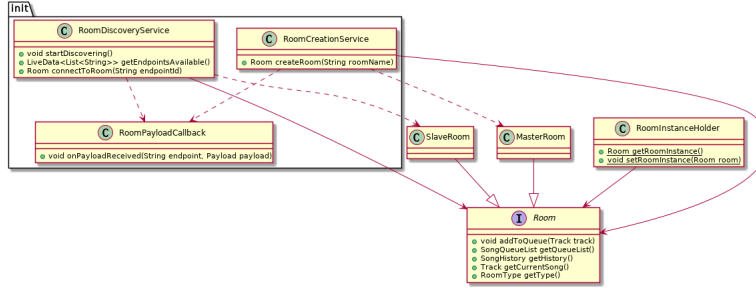 init
C RoomDiscoveryService
void startDiscovering()
LiveData<List<String>> getEndpointsAvailable()
Room connectToRoom(String endpointId)
C RoomCreationService
Room createRoom(String roomName)
C RoomPayloadCallback
void onPayloadReceived(String endpoint, Payload payload)
C SlaveRoom
C MasterRoom
C RoomInstanceHolder
Room getRoomInstance()
void setRoomInstance(Room room)
I Room
void addToQueue(Track track)
SongQueueList getQueueList()
SongHistory getHistory()
Track getCurrentSong()
RoomType getType()